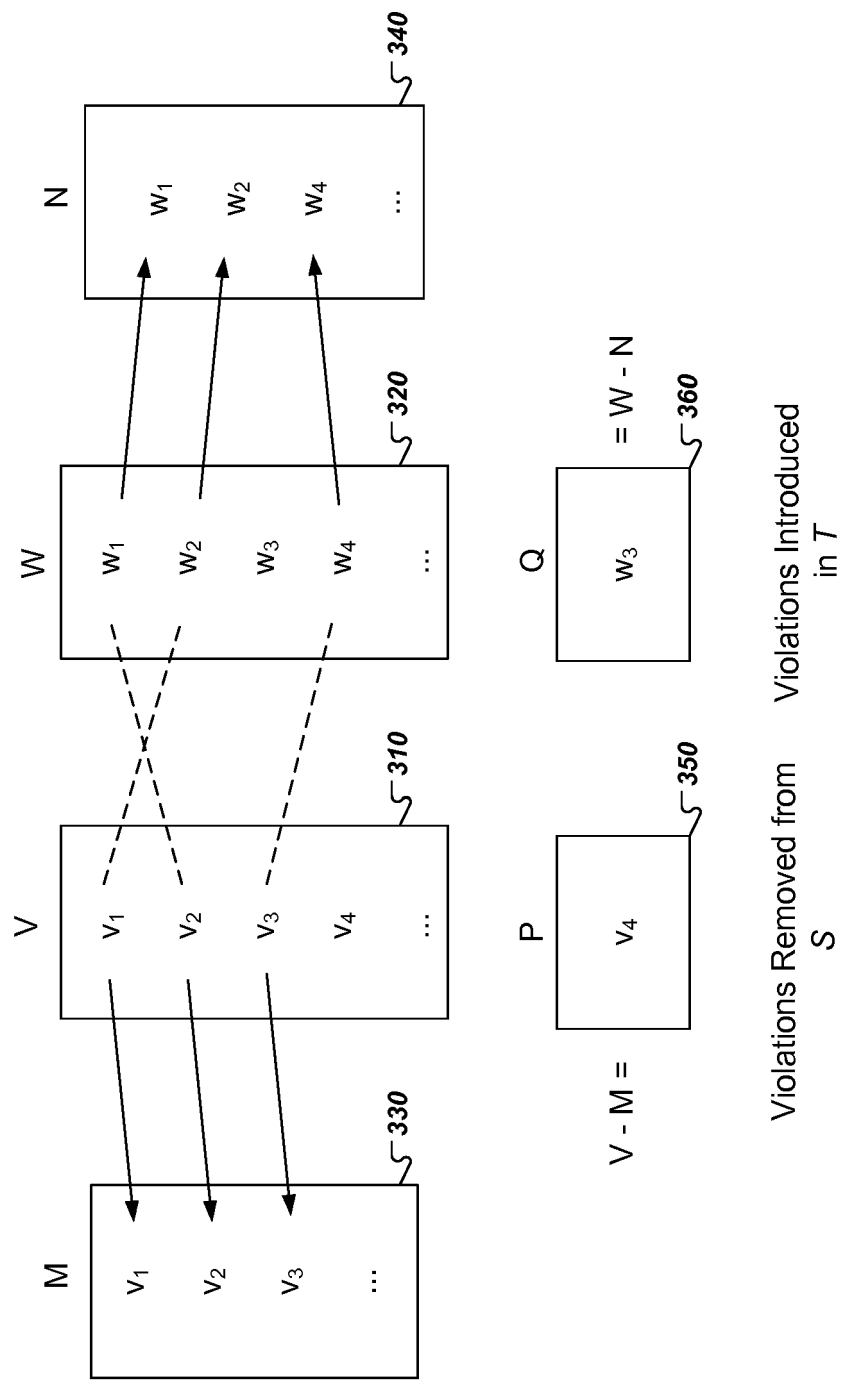 M
V
W
N
v1
v2
v3
...
330
v1
v2
v3
v4
...
310
w1
w2
w3
w4
...
320
w1
w2
w4
...
340
P
Q
V - M =
v4
350
w3
360
= W - N
Violations Removed from
S
Violations Introduced
in T